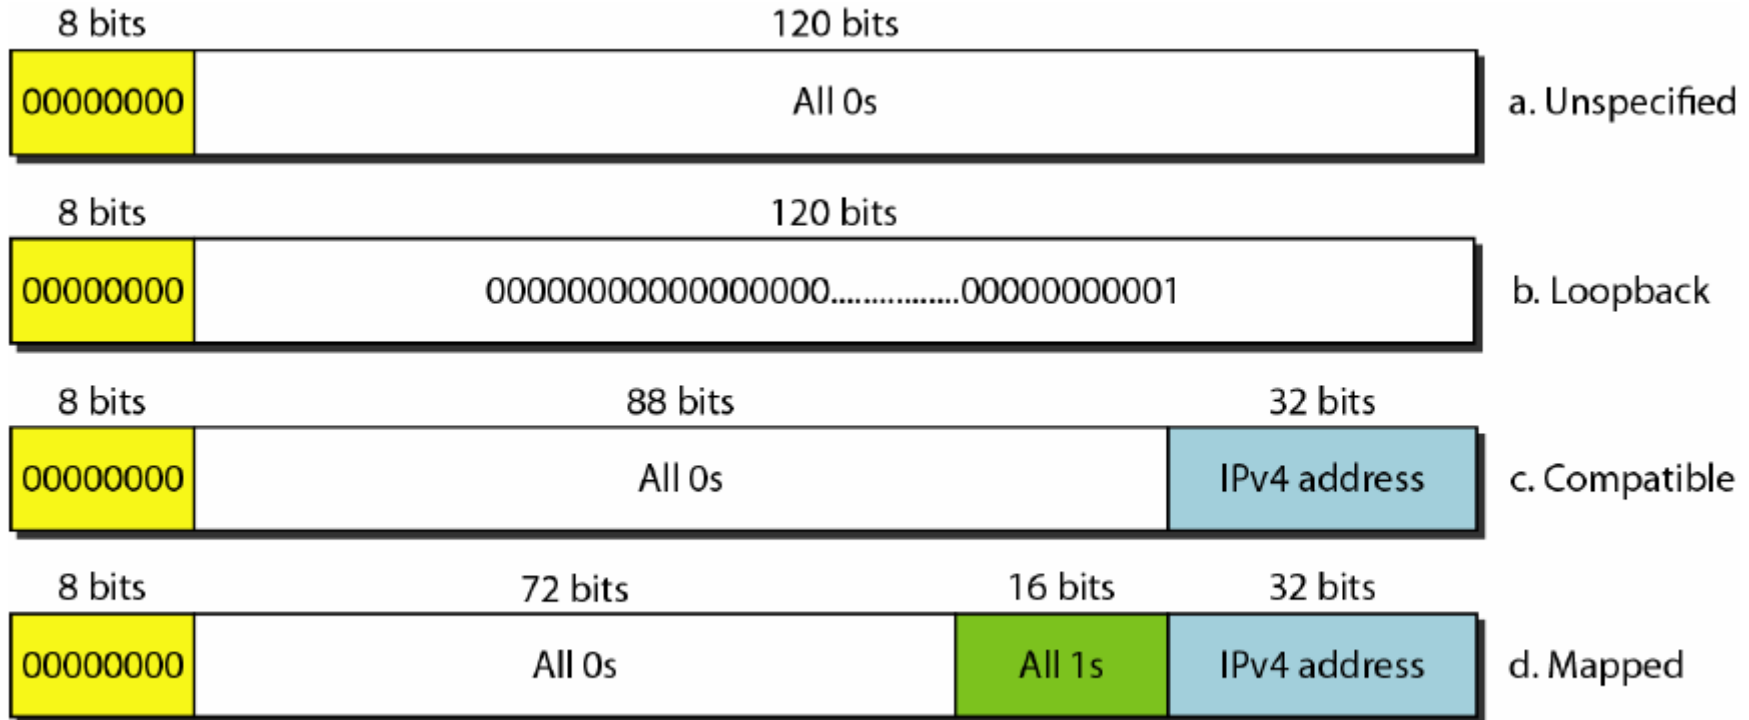 8 bits 120 bits
00000000 All 0s a. Unspecified
8 bits 120 bits
00000000 00000000000000000...............00000000001 b. Loopback
8 bits 88 bits 32 bits
00000000 All 0s IPv4 address c. Compatible
8 bits 72 bits 16 bits 32 bits
00000000 All 0s All 1s IPv4 address d. Mapped